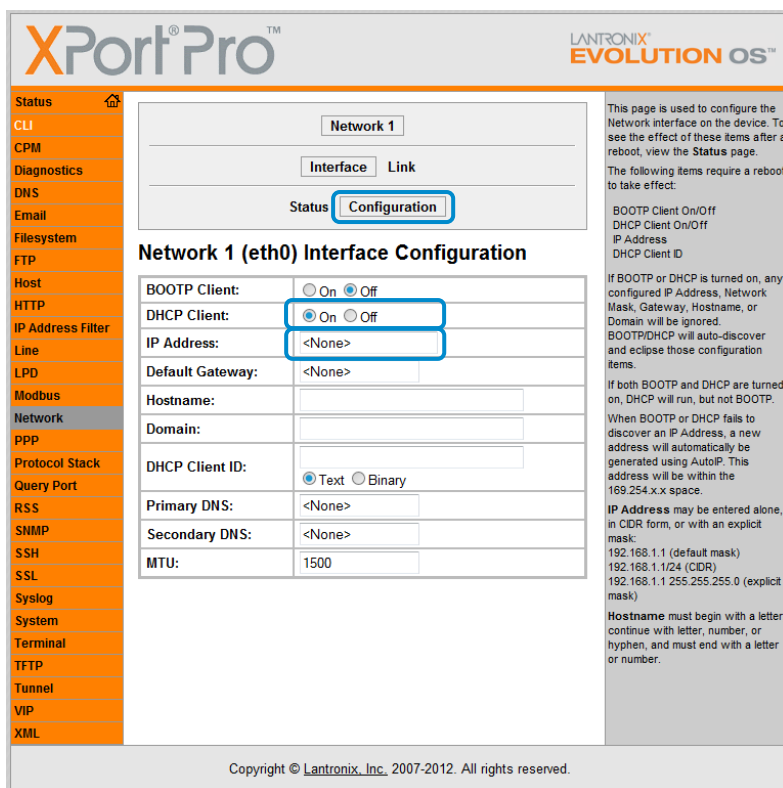 XPort® Pro™
LANTRONIX®
EVOLUTION OS™
Status
CLI
CPM
Diagnostics
DNS
Email
Filesystem
FTP
Host
HTTP
IP Address Filter
Line
LPD
Modbus
Network
PPP
Protocol Stack
Query Port
RSS
SNMP
SSH
SSL
Syslog
System
Terminal
TFTP
Tunnel
VIP
XML
Network 1
Interface Link
Status Configuration
Network 1 (eth0) Interface Configuration
BOOTP Client: On Off
DHCP Client: On Off
IP Address: <None>
Default Gateway: <None>
Hostname:
Domain:
DHCP Client ID:
Text Binary
Primary DNS: <None>
Secondary DNS: <None>
MTU: 1500
This page is used to configure the
Network interface on the device. To
see the effect of these items after a
reboot, view the Status page.
The following items require a reboot
to take effect:
BOOTP Client On/Off
DHCP Client On/Off
IP Address
DHCP Client ID
If BOOTP or DHCP is turned on, any
configured IP Address, Network
Mask, Gateway, Hostname, or
Domain will be ignored.
BOOTP/DHCP will auto-discover
and eclipse those configuration
items.
If both BOOTP and DHCP are turned
on, DHCP will run, but not BOOTP.
When BOOTP or DHCP fails to
discover an IP Address, a new
address will automatically be
generated using AutoIP. This
address will be within the
169.254.x.x space.
IP Address may be entered alone,
in CIDR form, or with an explicit
mask:
192.168.1.1 (default mask)
192.168.1.1/24 (CIDR)
192.168.1.1 255.255.255.0 (explicit
mask)
Hostname must begin with a letter,
continue with letter, number, or
hyphen, and must end with a letter
or number.
Copyright © Lantronix, Inc. 2007-2012. All rights reserved.